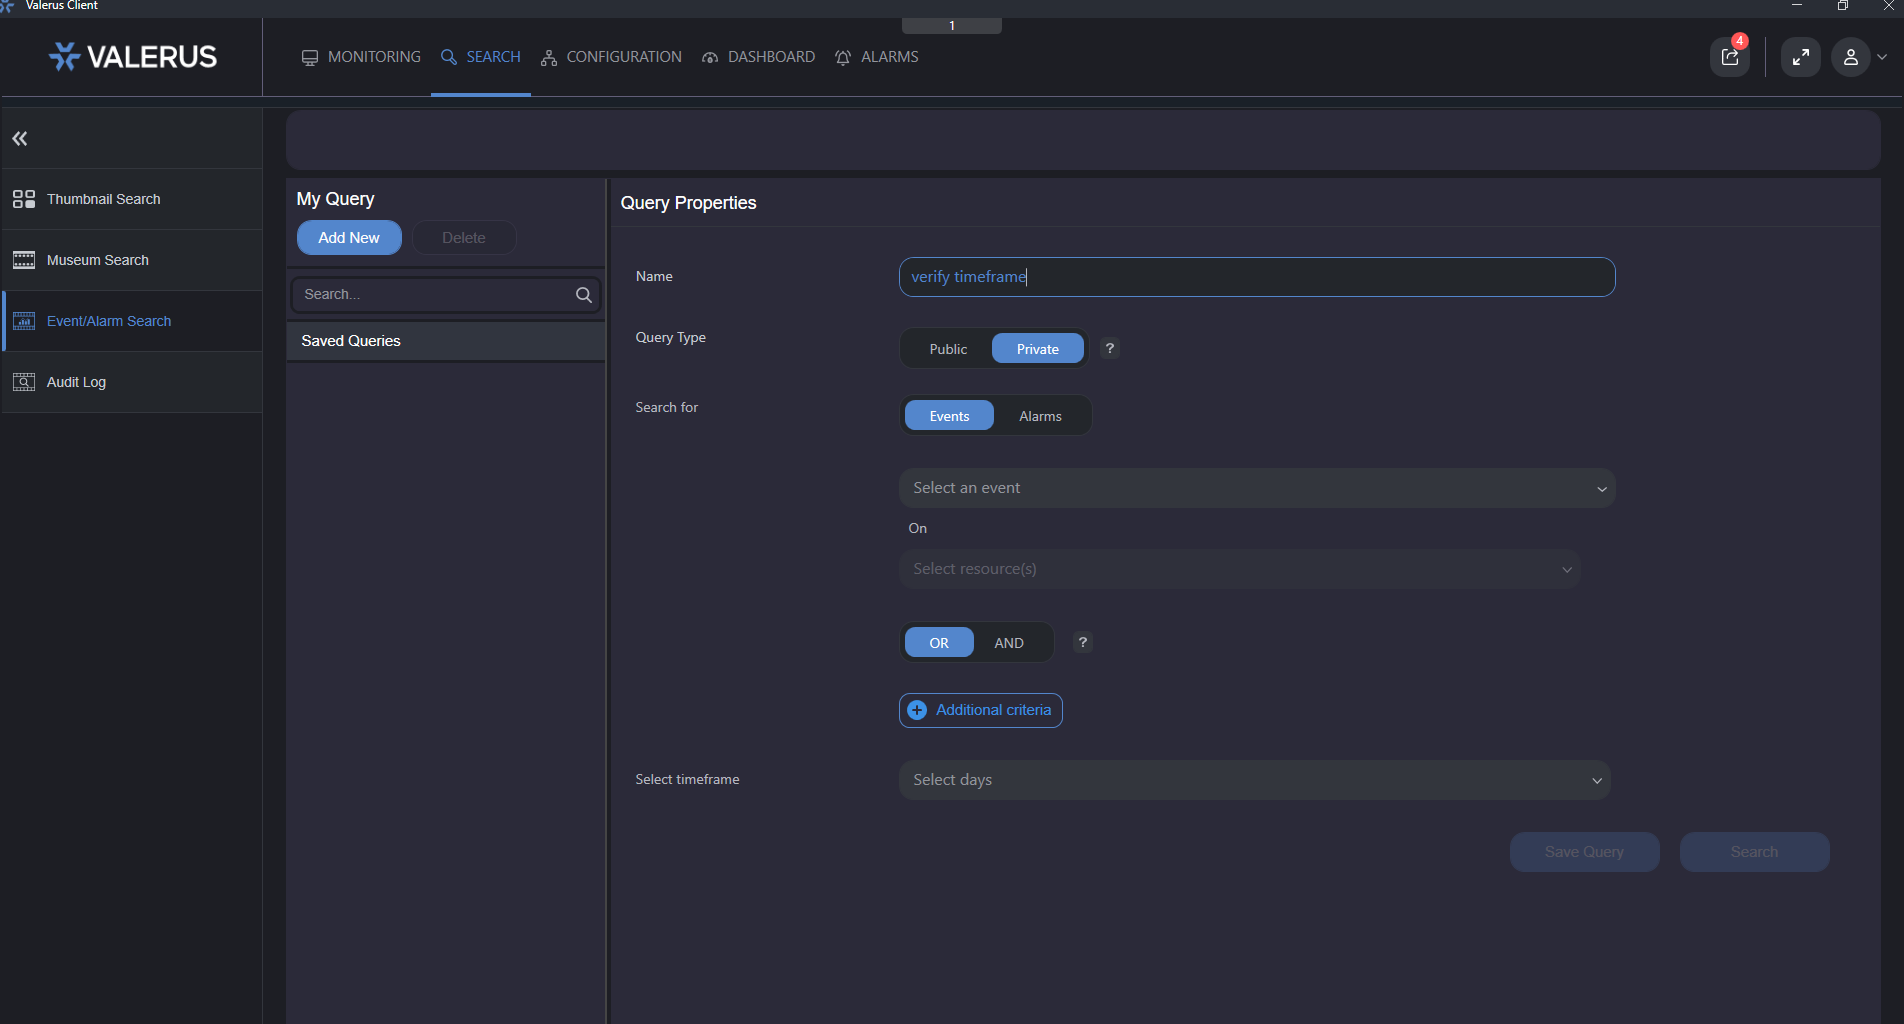 Valerus Client
1
VALERUS
MONITORING
SEARCH
CONFIGURATION
DASHBOARD
ALARMS
4
Thumbnail Search
Museum Search
Event/Alarm Search
Audit Log
My Query
Add New
Delete
Search...
Saved Queries
Query Properties
Name
verify timeframe
Query Type
Public
Private
?
Search for
Events
Alarms
Select an event
On
Select resource(s)
OR
AND
?
Additional criteria
Select timeframe
Select days
Save Query
Search